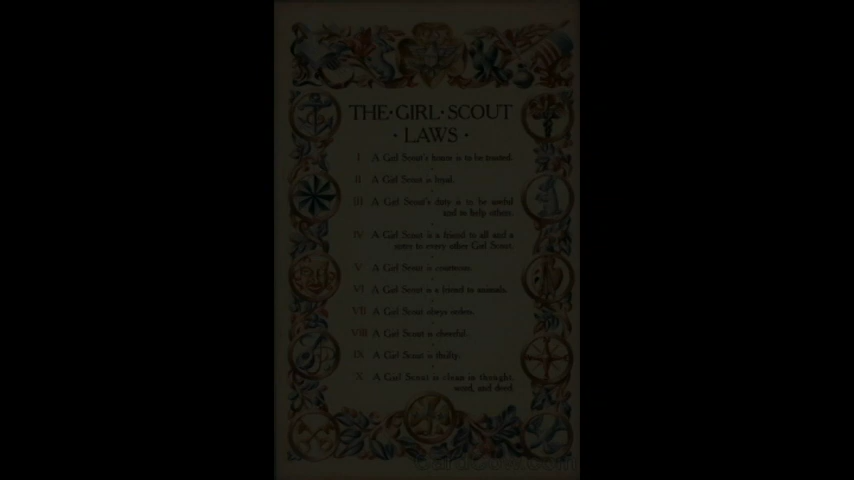 THE·GIRL·SCOUT
·LAWS·
I A Girl Scout's honor is to be trusted.
II A Girl Scout is loyal.
III A Girl Scout's duty is to be useful
and to help others.
IV A Girl Scout is a friend to all and a
sister to every other Girl Scout.
V A Girl Scout is courteous.
VI A Girl Scout is a friend to animals.
VII A Girl Scout obeys orders.
VIII A Girl Scout is cheerful.
IX A Girl Scout is thrifty.
X A Girl Scout is clean in thought,
word, and deed.